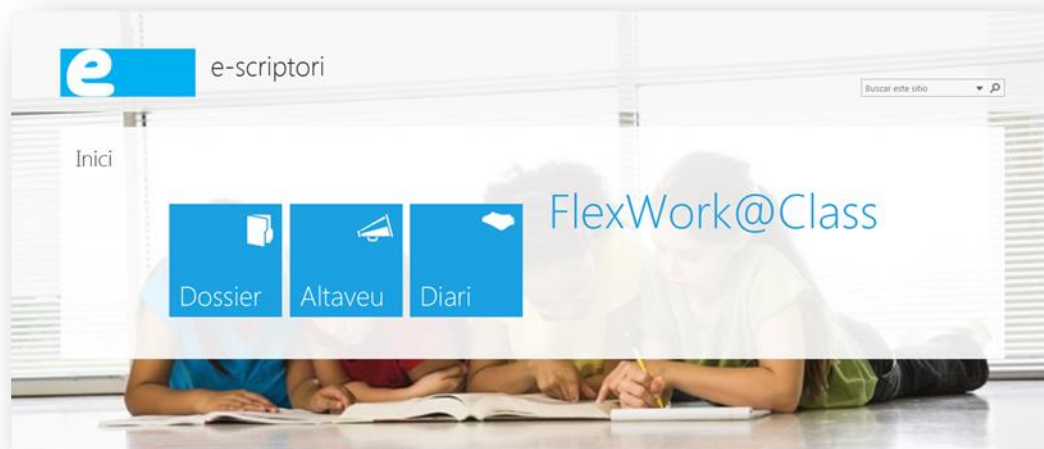 e
e-scriptori
Buscar este sitio
Inici
FlexWork@Class
Dossier
Altaveu
Diari